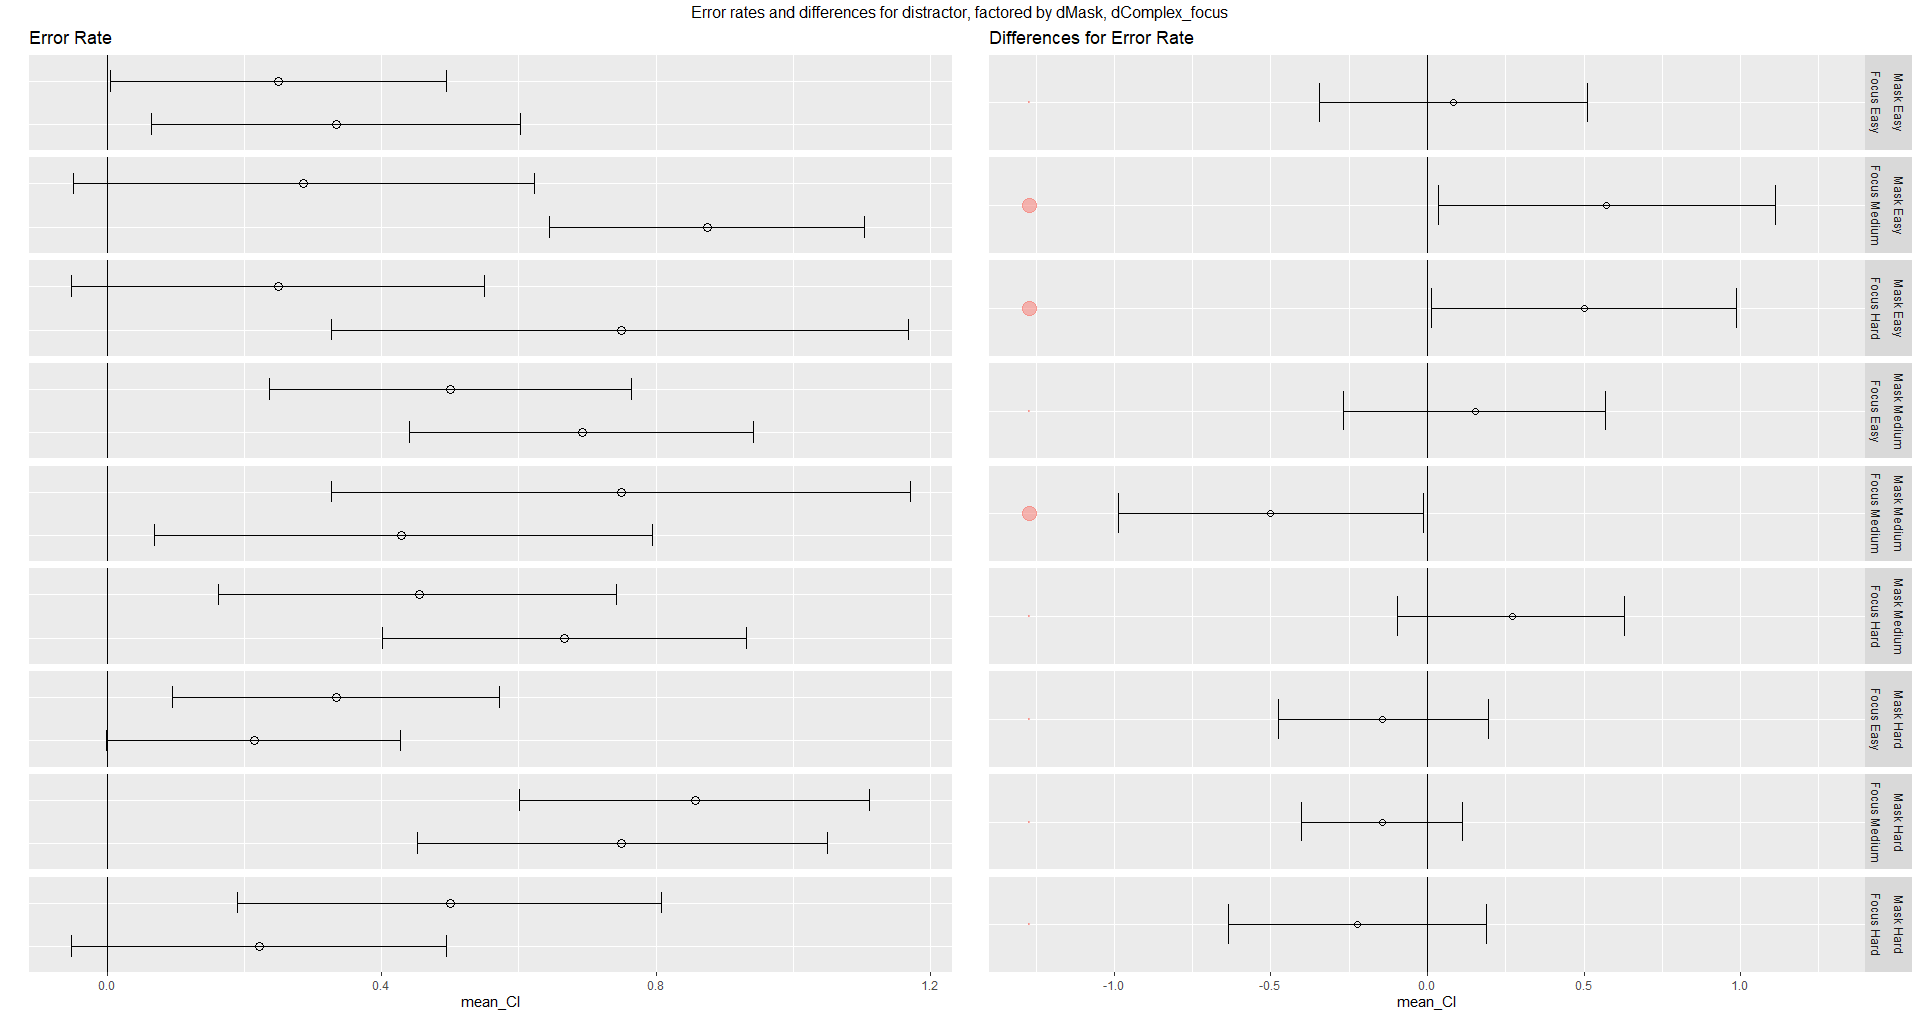 Error rates and differences for distractor, factored by dMask, dComplex_focus
Error Rate
Differences for Error Rate
Mask Easy
Focus Easy
Mask Easy
Focus Medium
Mask Easy
Focus Hard
Mask Medium
Focus Easy
Mask Medium
Focus Medium
Mask Medium
Focus Hard
Mask Hard
Focus Easy
Mask Hard
Focus Medium
Mask Hard
Focus Hard
0.0 0.4 0.8 1.2
mean_CI
-1.0 -0.5 0.0 0.5 1.0
mean_CI